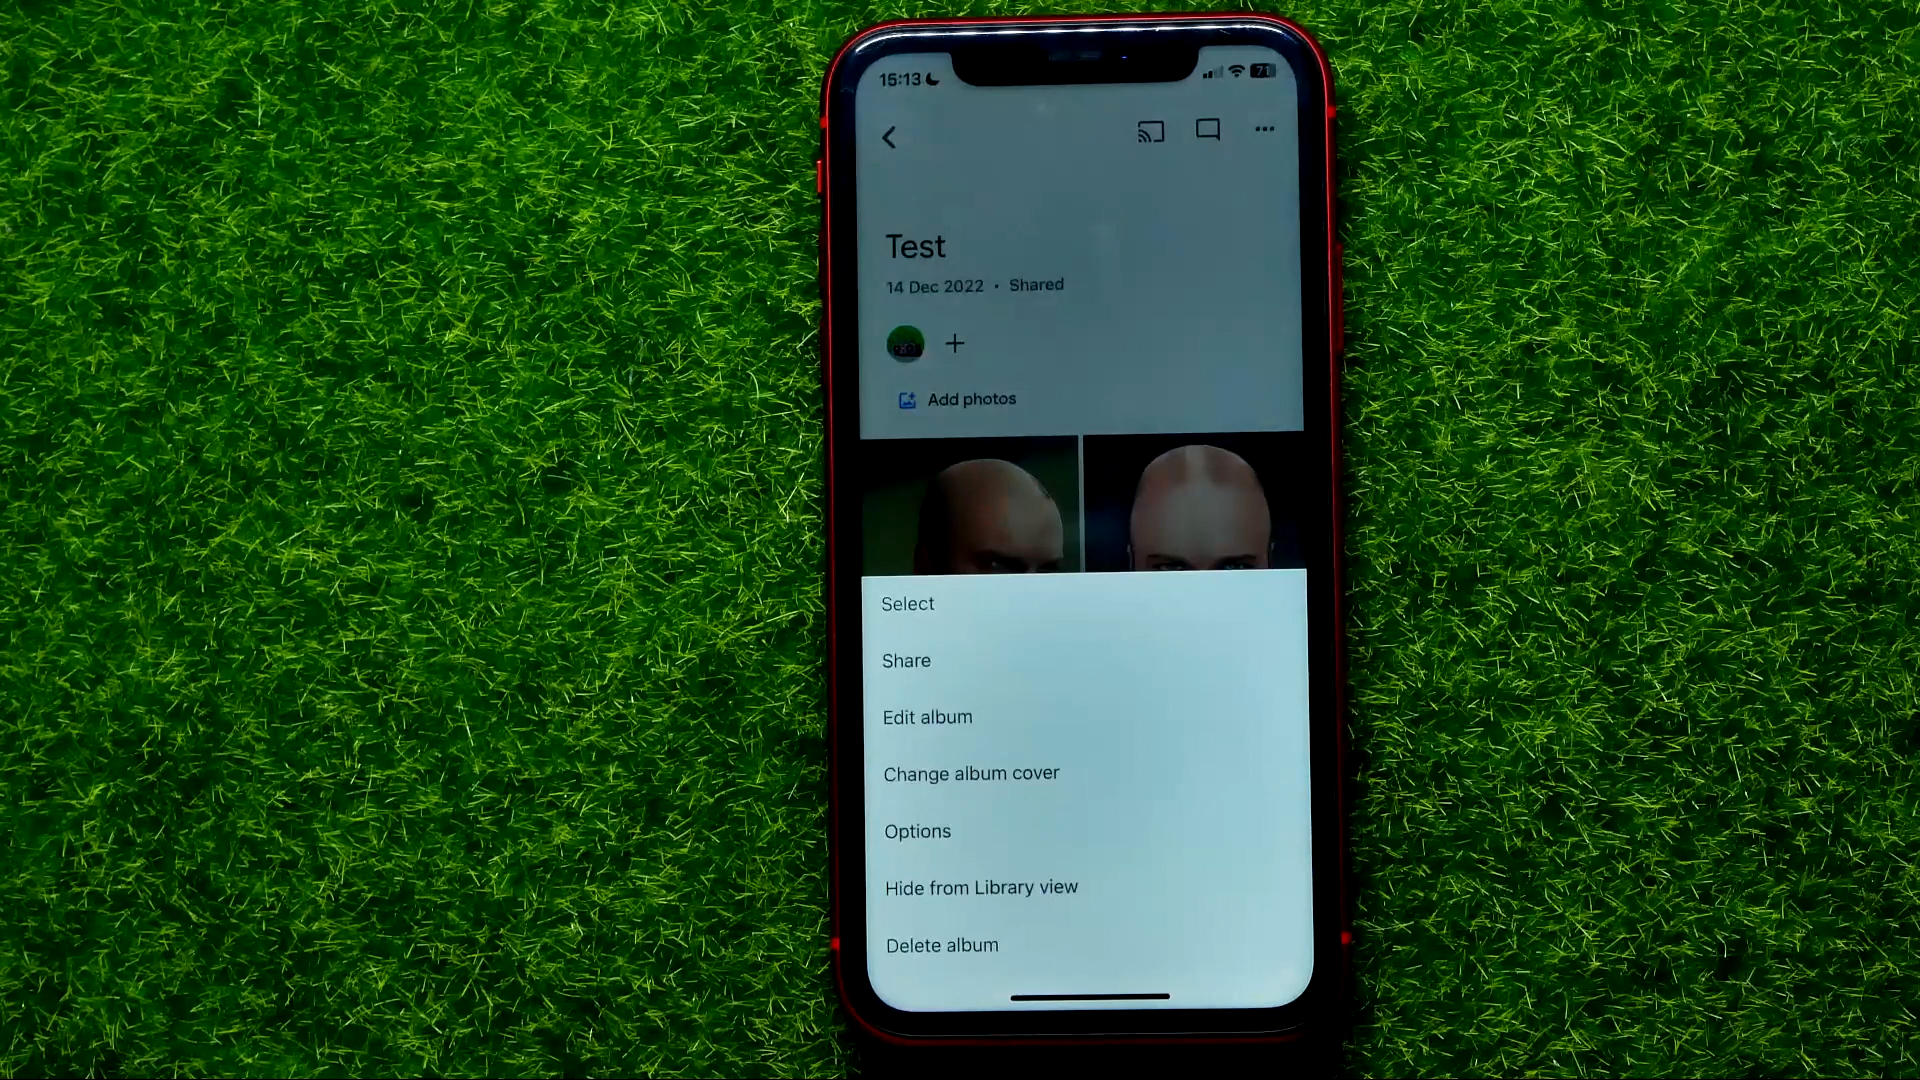 15:13
71
Test
14 Dec 2022 • Shared
Add photos
Select
Share
Edit album
Change album cover
Options
Hide from Library view
Delete album